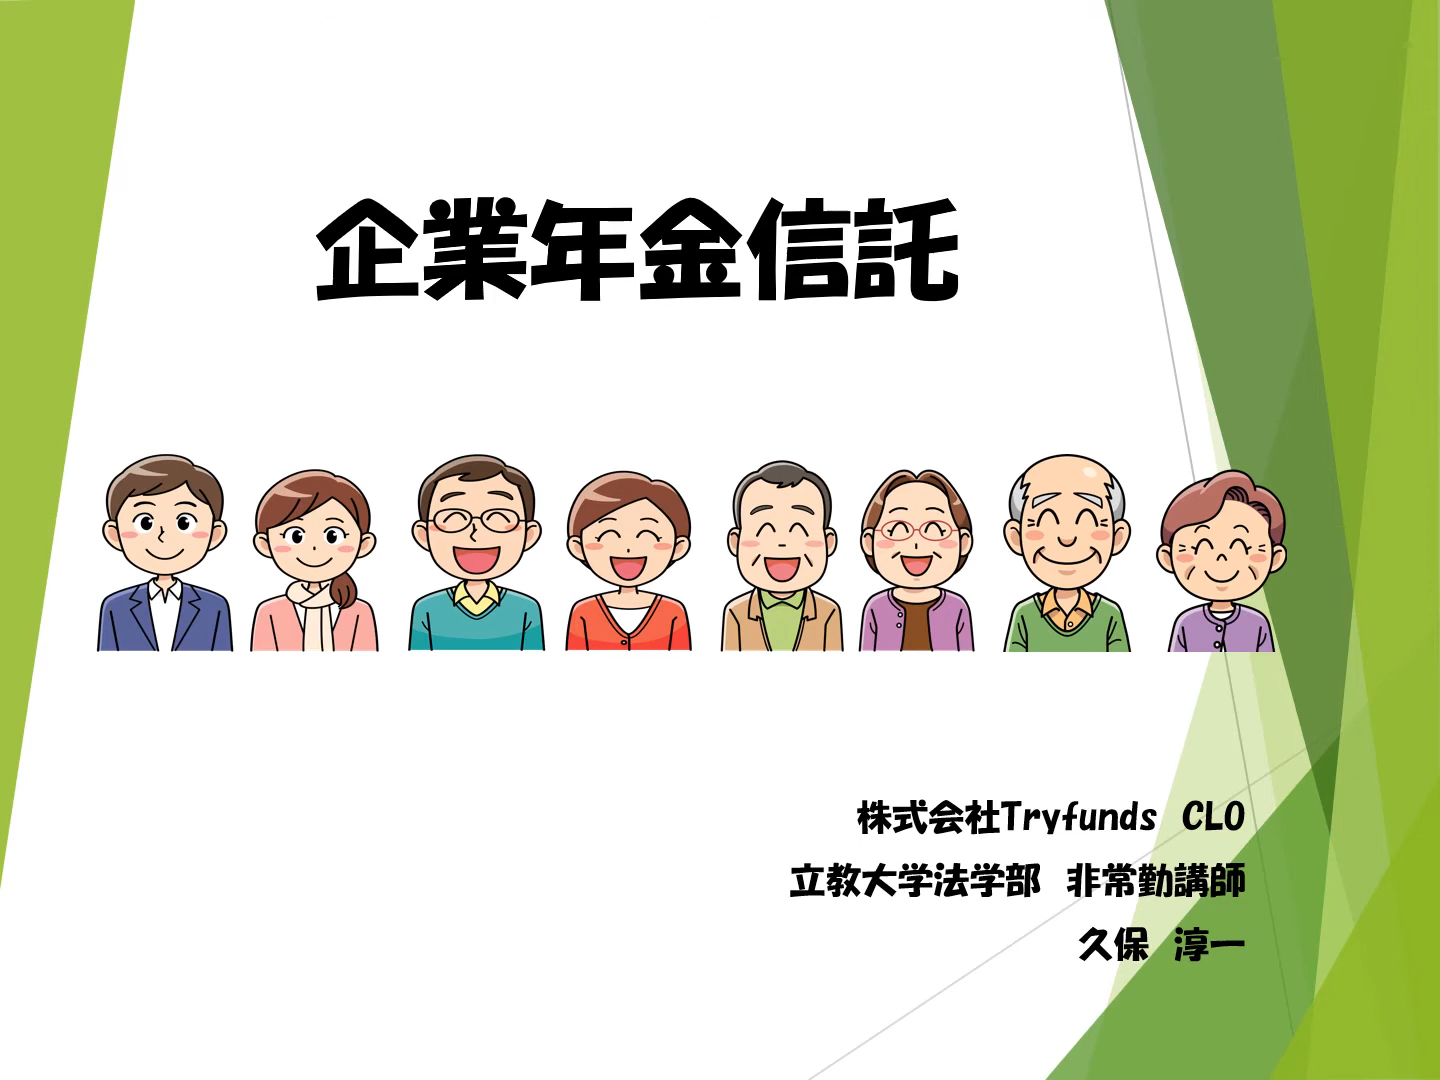 企業年金信託
株式会社Tryfunds　CLO
立教大学法学部　非常勤講師
久保　淳一